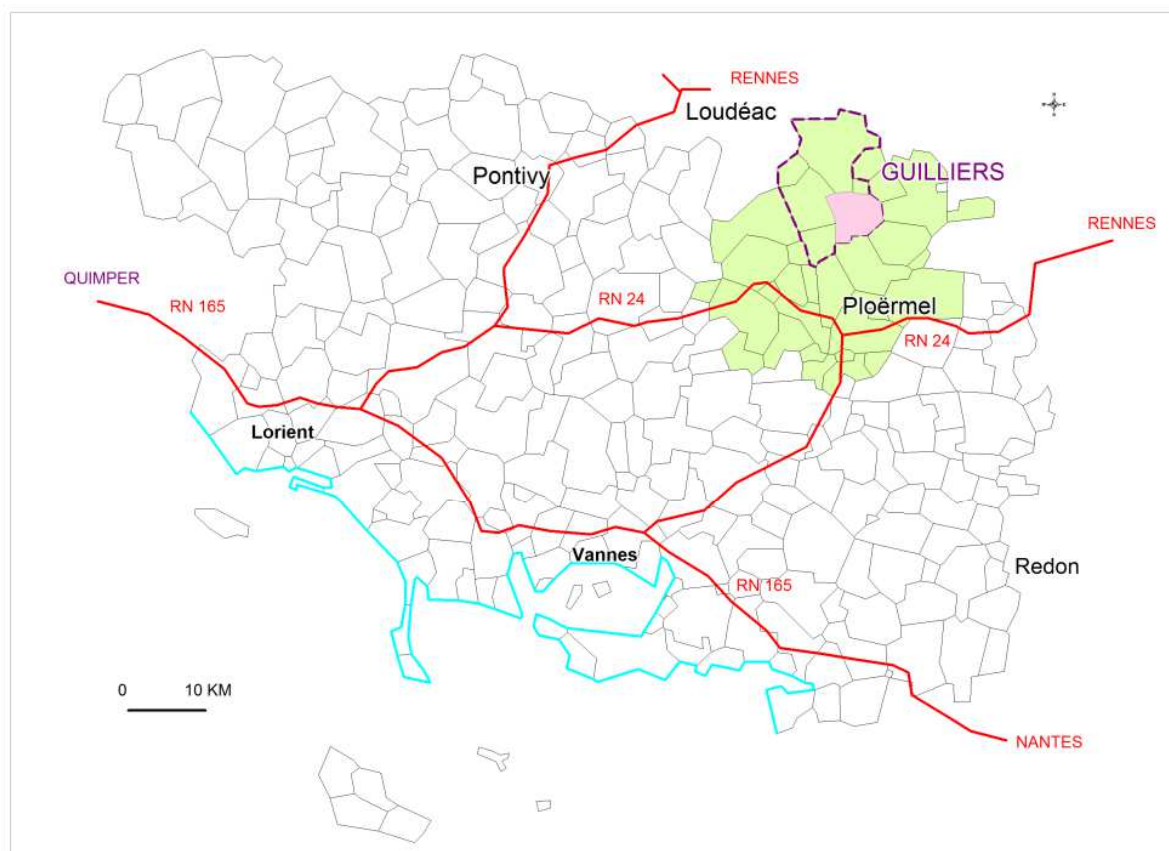 RENNES
Loudéac
Pontivy
GUILLIERS
RENNES
QUIMPER
RN 165
RN 24
Ploërmel
RN 24
Lorient
Vannes
Redon
RN 165
0 10 KM
NANTES